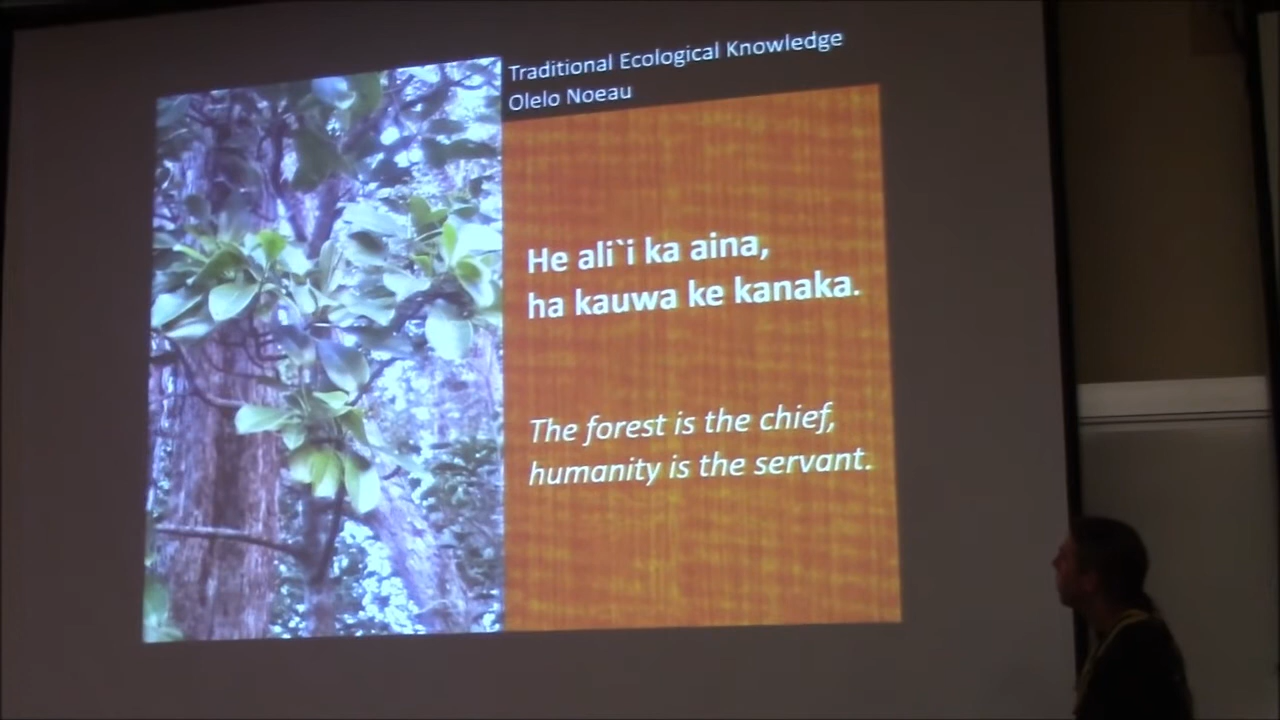 Traditional Ecological Knowledge
Olelo Noeau
He ali`i ka aina,
ha kauwa ke kanaka.
The forest is the chief,
humanity is the servant.